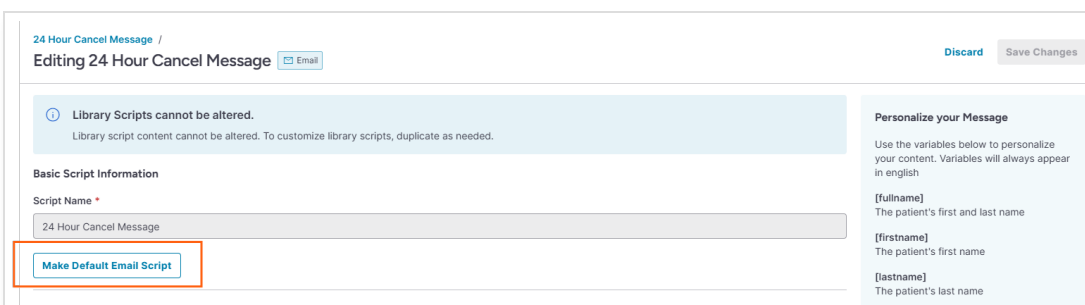 24 Hour Cancel Message /
Editing 24 Hour Cancel Message Email
Discard Save Changes
Library Scripts cannot be altered.
Library script content cannot be altered. To customize library scripts, duplicate as needed.
Basic Script Information
Script Name *
24 Hour Cancel Message
Make Default Email Script
Personalize your Message
Use the variables below to personalize
your content. Variables will always appear
in english
[fullname]
The patient's first and last name
[firstname]
The patient's first name
[lastname]
The patient's last name